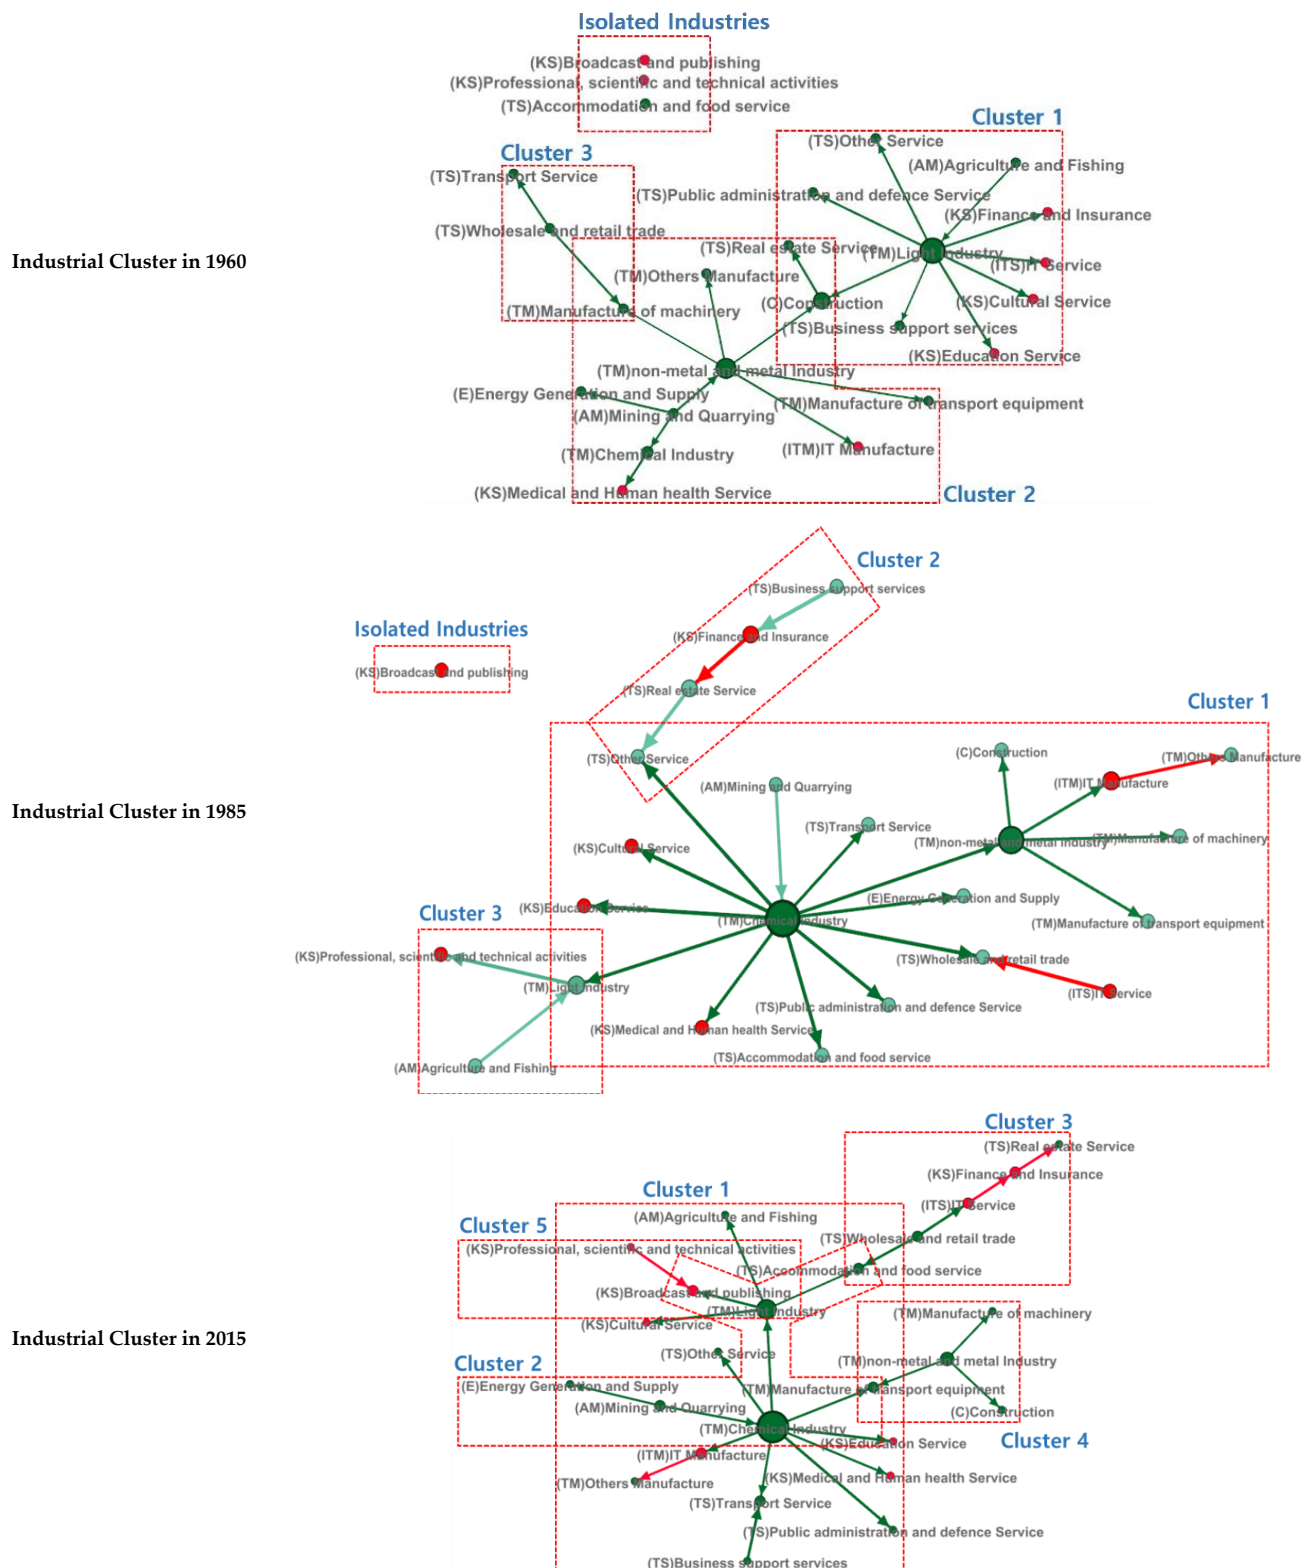 Isolated Industries
(KS)Broadcast and publishing
(KS)Professional, scientific and technical activities
(TS)Accommodation and food service
Cluster 1
(TS)Other Service
Cluster 3
(AM)Agriculture and Fishing
(TS)Transport Service
(TS)Public administration and defence Service
(KS)Finance and Insurance
(TS)Wholesale and retail trade
(TS)Real estate Service
(TM)Light Industry
Industrial Cluster in 1960
(ITS)IT Service
(TM)Others Manufacture
(C)Construction
(KS)Cultural Service
(TM)Manufacture of machinery
(TS)Business support services
(KS)Education Service
(TM)non-metal and metal Industry
(E)Energy Generation and Supply
(TM)Manufacture of transport equipment
(AM)Mining and Quarrying
(ITM)IT Manufacture
(TM)Chemical Industry
(KS)Medical and Human health Service
Cluster 2
Cluster 2
(TS)Business support services
Isolated Industries
(KS)Finance and Insurance
(KS)Broadcast and publishing
(TS)Real estate Service
Cluster 1
(C)Construction
(TS)Other Service
(TM)Others Manufacture
(ITM)IT Manufacture
(AM)Mining and Quarrying
Industrial Cluster in 1985
(TS)Transport Service
(TM)non-metal and metal Industry
(TM)Manufacture of machinery
(KS)Cultural Service
(E)Energy Generation and Supply
(KS)Education Service
Cluster 3
(TM)Chemical Industry
(TM)Manufacture of transport equipment
(KS)Professional, scientific and technical activities
(TS)Wholesale and retail trade
(TM)Light Industry
(ITS)IT Service
(TS)Public administration and defence Service
(KS)Medical and Human health Service
(TS)Accommodation and food service
(AM)Agriculture and Fishing
Cluster 3
(TS)Real estate Service
(KS)Finance and Insurance
Cluster 1
(ITS)IT Service
(AM)Agriculture and Fishing
Cluster 5
(TS)Wholesale and retail trade
(KS)Professional, scientific and technical activities
(TS)Accommodation and food service
(KS)Broadcast and publishing
(TM)Light Industry
(TM)Manufacture of machinery
(KS)Cultural Service
Industrial Cluster in 2015
(TS)Other Service
Cluster 2
(TM)non-metal and metal Industry
(E)Energy Generation and Supply
(TM)Manufacture of transport equipment
(AM)Mining and Quarrying
(C)Construction
(TM)Chemical Industry
Cluster 4
(KS)Education Service
(ITM)IT Manufacture
(KS)Medical and Human health Service
(TM)Others Manufacture
(TS)Transport Service
(TS)Public administration and defence Service
(TS)Business support services